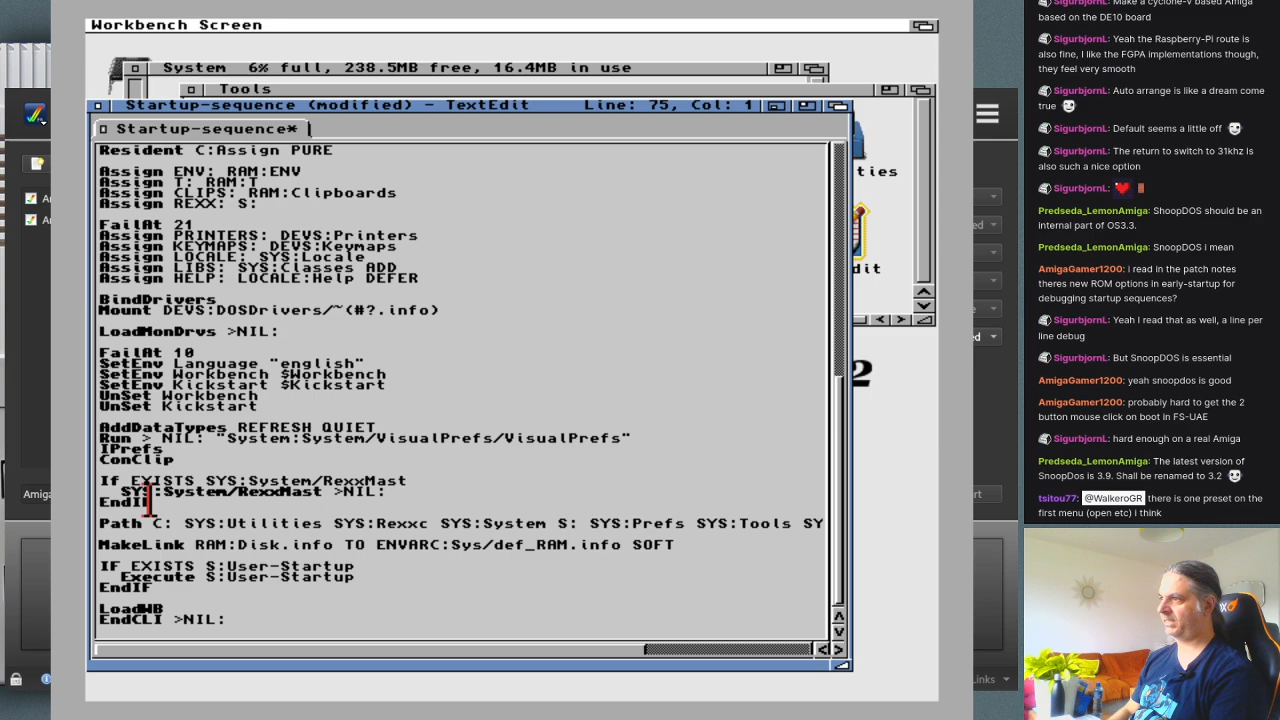 Workbench Screen
System 6% full, 238.5MB free, 16.4MB in use
Tools
Startup-sequence (modified) - TextEdit Line: 75, Col: 1
Startup-sequence*
Resident C:Assign PURE
Assign ENV: RAM:ENV
Assign T: RAM:T
Assign CLIPS: RAM:Clipboards
Assign REXX: S:
FailAt 21
Assign PRINTERS: DEVS:Printers
Assign KEYMAPS: DEVS:Keymaps
Assign LOCALE: SYS:Locale
Assign LIBS: SYS:Classes ADD
Assign HELP: LOCALE:Help DEFER
BindDrivers
Mount DEVS:DOSDrivers/~(#?.info)
LoadMonDrvs >NIL:
FailAt 10
SetEnv Language "english"
SetEnv Workbench $Workbench
SetEnv Kickstart $Kickstart
UnSet Workbench
UnSet Kickstart
AddDataTypes REFRESH QUIET
Run > NIL: "System:System/VisualPrefs/VisualPrefs"
IPrefs
ConClip
If EXISTS SYS:System/RexxMast
SYS:System/RexxMast >NIL:
EndIf
Path C: SYS:Utilities SYS:Rexxc SYS:System S: SYS:Prefs SYS:Tools SY
MakeLink RAM:Disk.info TO ENVARC:Sys/def_RAM.info SOFT
IF EXISTS S:User-Startup
Execute S:User-Startup
EndIF
LoadWB
EndCLI >NIL:
ties
dit
2
Amiga
Links
SigurbjornL: Make a cyclone-V based Amiga
based on the DE10 board
SigurbjornL: Yeah the Raspberry-Pi route is
also fine, I like the FGPA implementations though,
they feel very smooth
SigurbjornL: Auto arrange is like a dream come
true
SigurbjornL: Default seems a little off
SigurbjornL: The return to switch to 31khz is
also such a nice option
SigurbjornL:
Predseda_LemonAmiga: ShoopDOS should be an
internal part of OS3.3.
Predseda_LemonAmiga: SnoopDOS i mean
AmigaGamer1200: i read in the patch notes
theres new ROM options in early-startup for
debugging startup sequences?
SigurbjornL: Yeah I read that as well, a line per
line debug
SigurbjornL: But SnoopDOS is essential
AmigaGamer1200: yeah snoopdos is good
AmigaGamer1200: probably hard to get the 2
button mouse click on boot in FS-UAE
SigurbjornL: hard enough on a real Amiga
Predseda_LemonAmiga: The latest version of
SnoopDos is 3.9. Shall be renamed to 3.2
tsitou77: @WalkeroGR there is one preset on the
first menu (open etc) i think